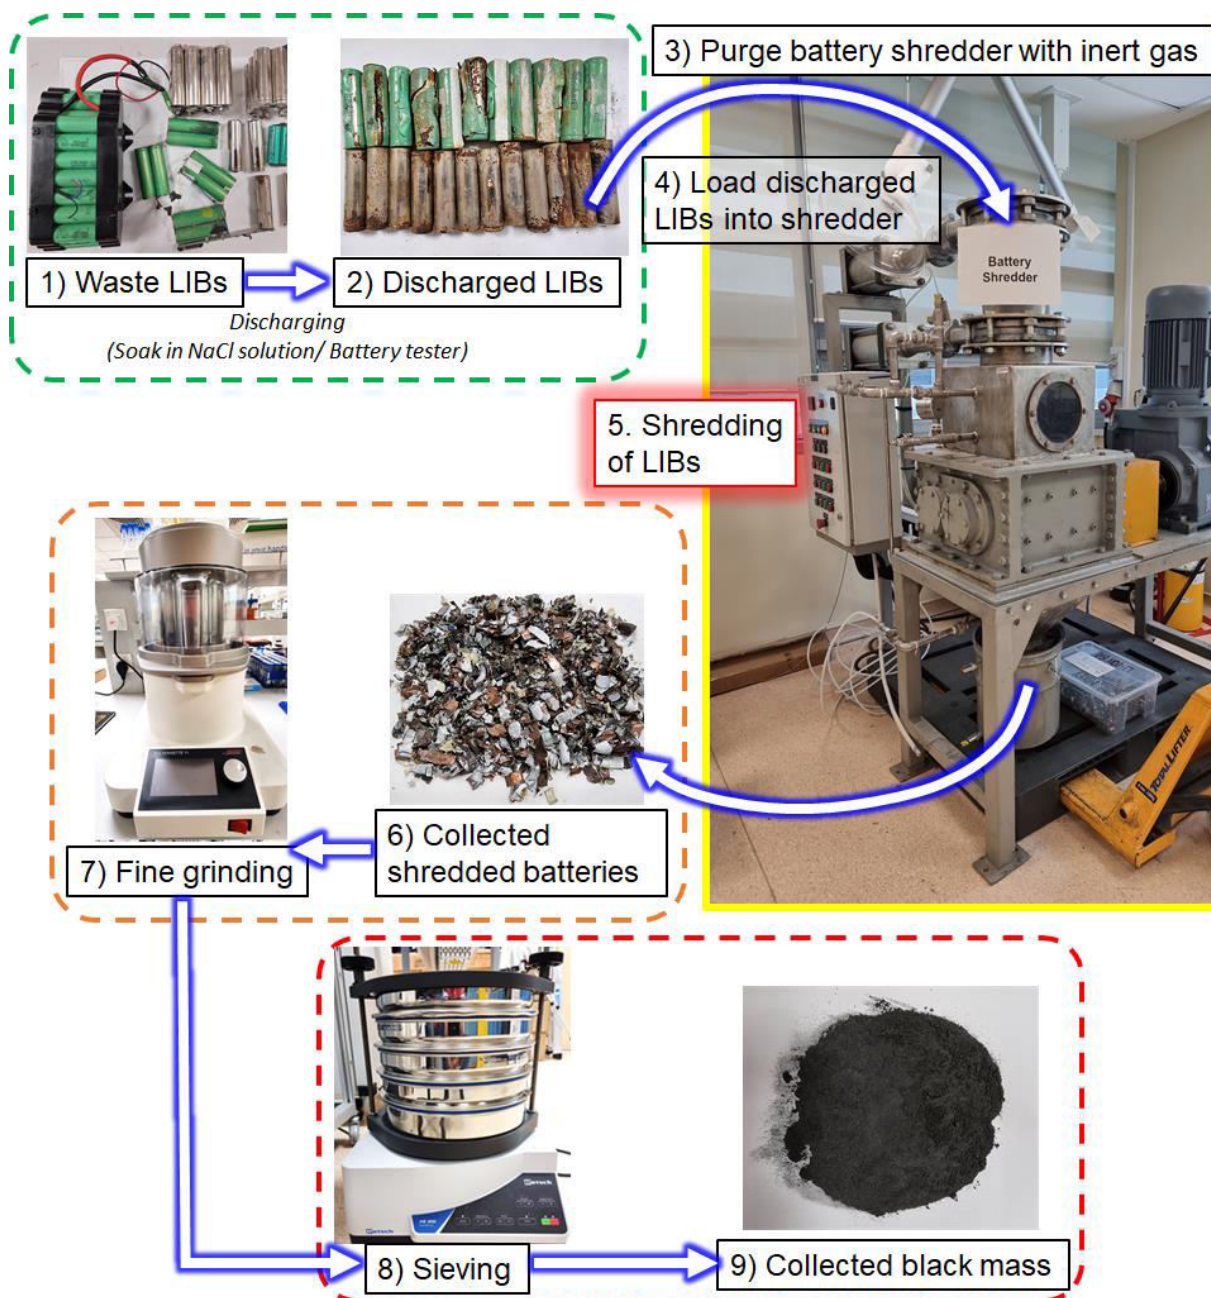 3) Purge battery shredder with inert gas
4) Load discharged
LIBs into shredder
Battery
Shredder
1) Waste LIBs
2) Discharged LIBs
Discharging
(Soak in NaCl solution/ Battery tester)
5. Shredding
of LIBs
TOTAL LIFTER
6) Collected
shredded batteries
7) Fine grinding
8) Sieving
9) Collected black mass